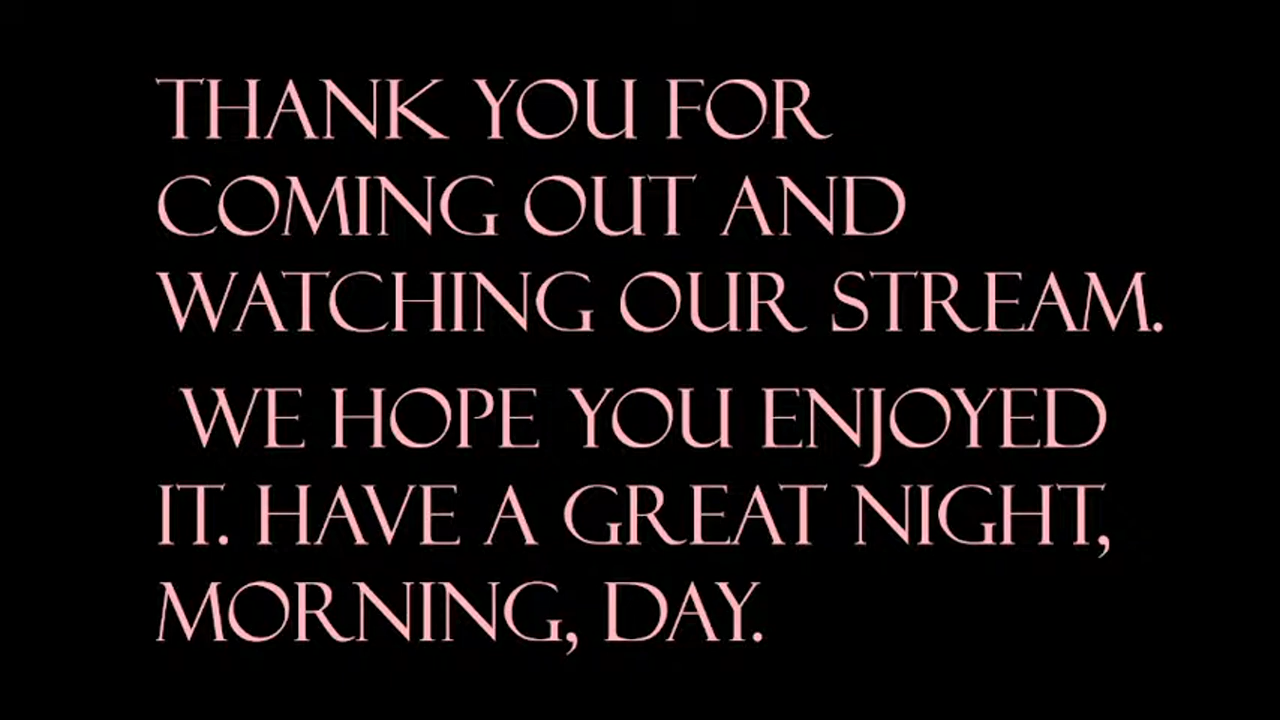 THANK YOU FOR
COMING OUT AND
WATCHING OUR STREAM.
WE HOPE YOU ENJOYED
IT. HAVE A GREAT NIGHT,
MORNING, DAY.